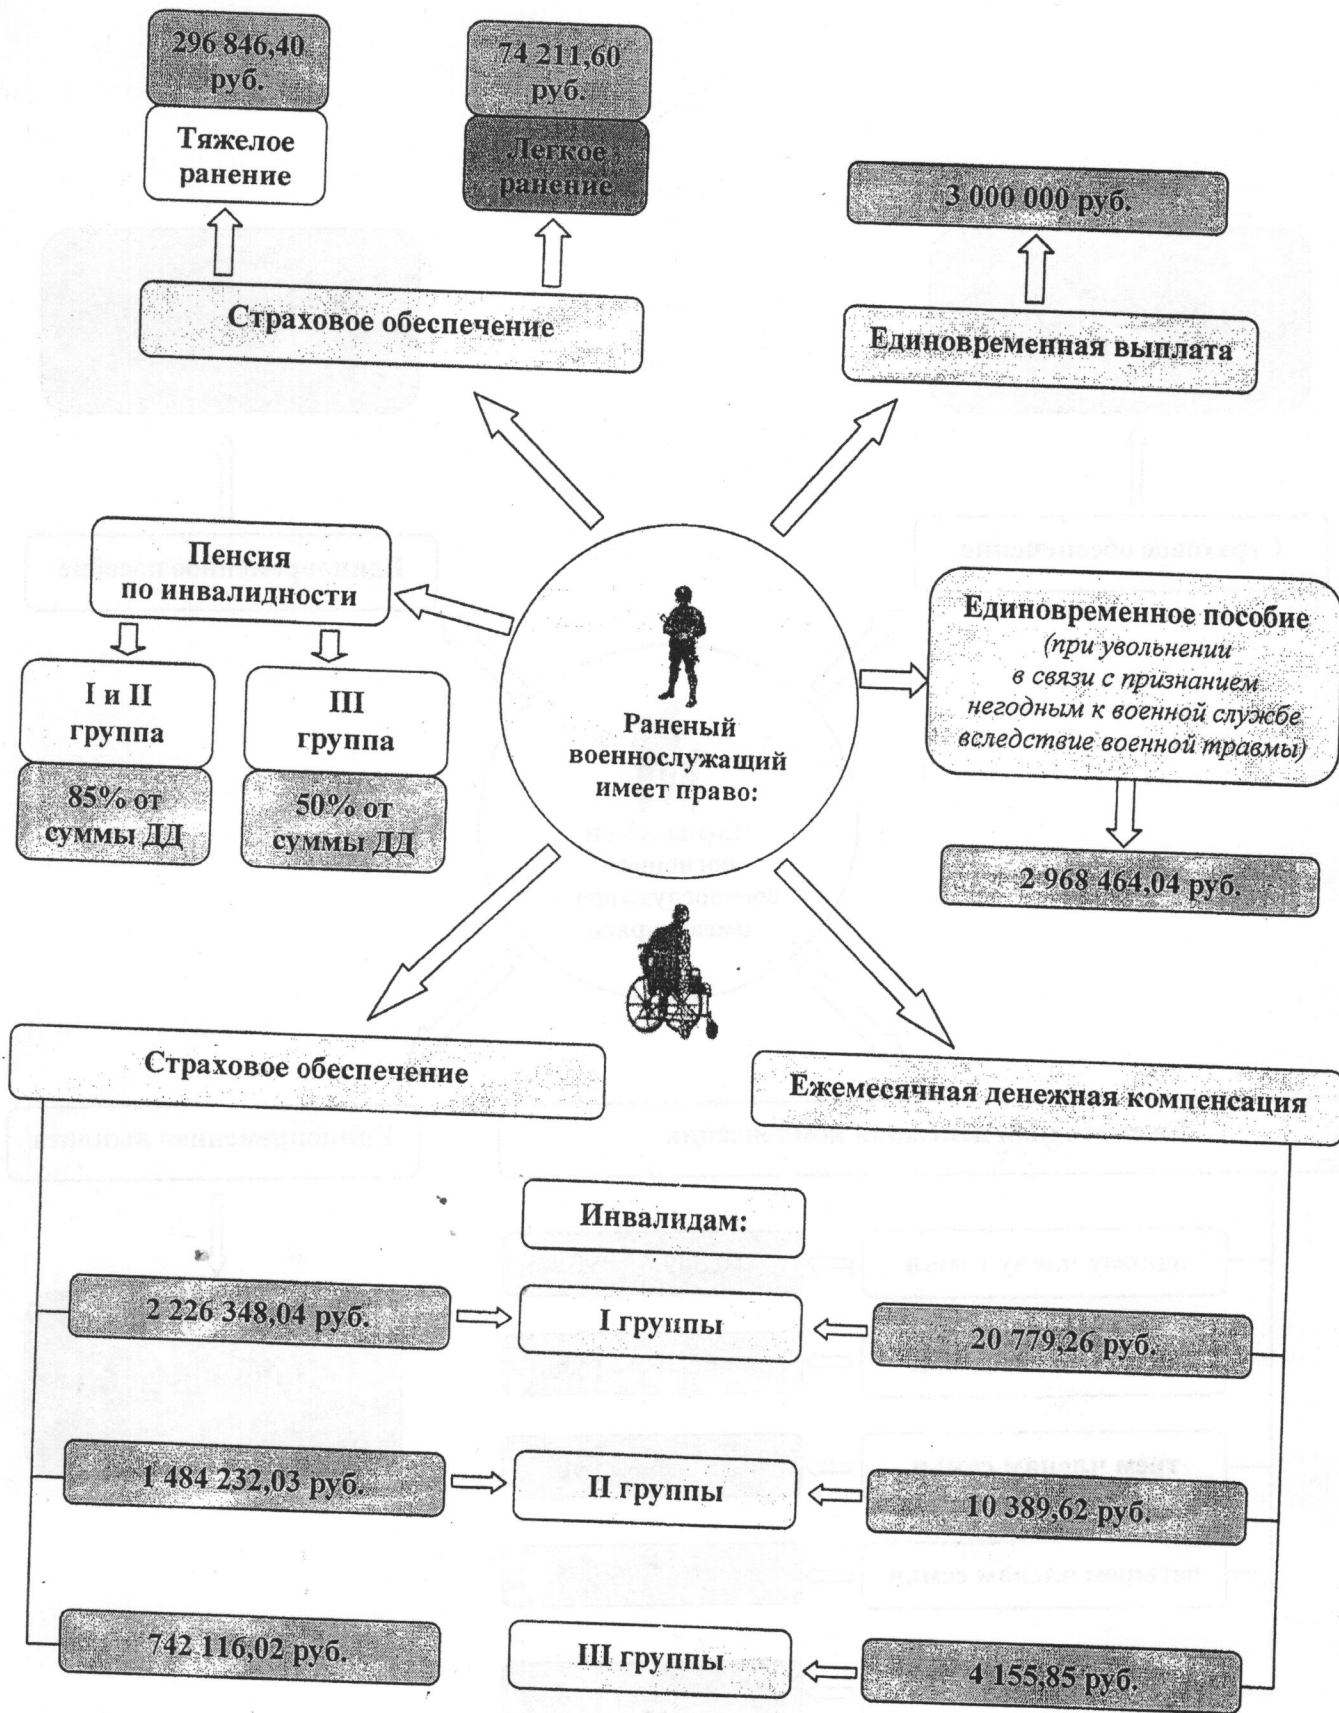 296 846,40
руб.
Тяжелое
ранение
74 211,60
руб.
Легкое
ранение
3 000 000 руб.
Страховое обеспечение
Единовременная выплата
Пенсия
по инвалидности
I и II
группа
85% от
суммы ДД
III
группа
50% от
суммы ДД
Раненый
военнослужащий
имеет право:
Единовременное пособие
(при увольнении
в связи с признанием
негодным к военной службе
вследствие военной травмы)
2 968 464,04 руб.
Страховое обеспечение
Ежемесячная денежная компенсация
Инвалидам:
2 226 348,04 руб.
I группы
20 779,26 руб.
1 484 232,03 руб.
II группы
10 389,62 руб.
742 116,02 руб.
III группы
4 155,85 руб.